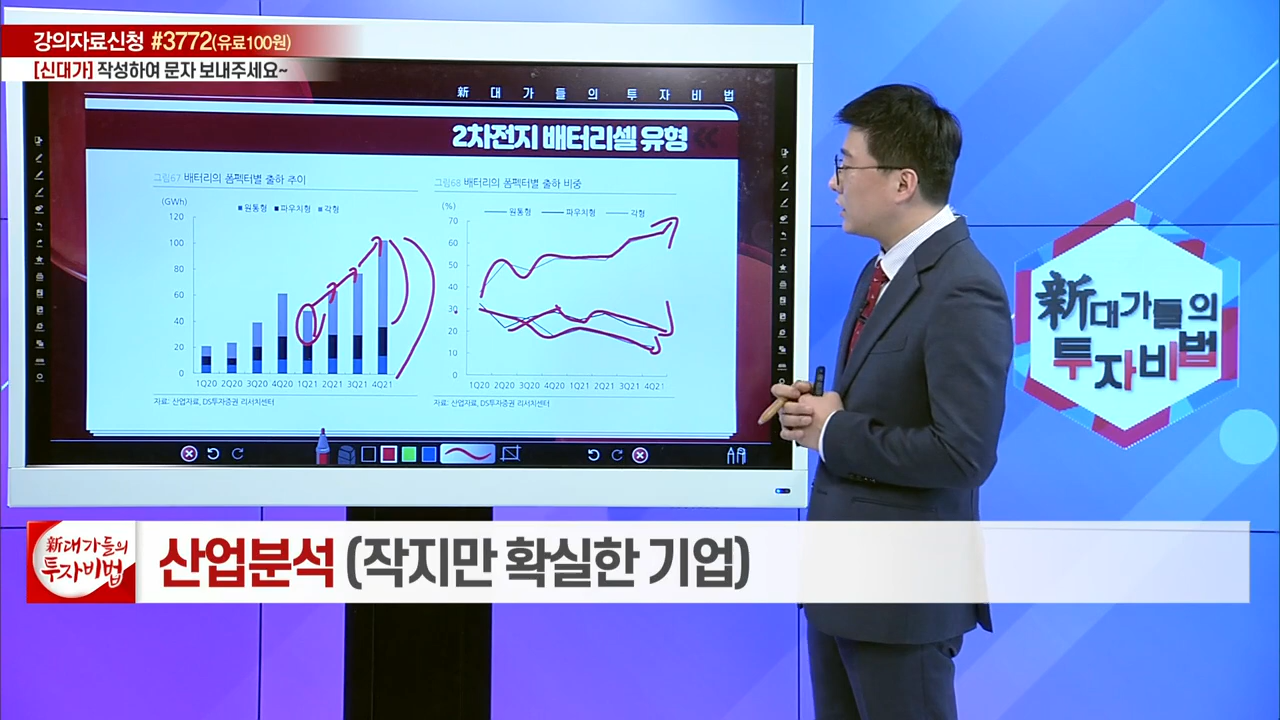 강의자료신청 #3772(유료100원)
[신대가] 작성하여 문자 보내주세요~
新 대 가 들 의 투 자 비 법
2차전지 배터리셀 유형
그림67 배터리의 폼펙터별 출하 추이
(GWh)
■원통형 ■파우치형 ■각형
120
100
80
60
40
20
0
1Q20 2Q20 3Q20 4Q20 1Q21 2Q21 3Q21 4Q21
자료: 산업자료, DS투자증권 리서치센터
그림68 배터리의 폼펙터별 출하 비중
(%)
원통형 파우치형 각형
70
60
50
40
30
20
10
0
1Q20 2Q20 3Q20 4Q20 1Q21 2Q21 3Q21 4Q21
자료: 산업자료, DS투자증권 리서치센터
新대가들의
투자비법
新대가들의
투자비법
산업분석 (작지만 확실한 기업)